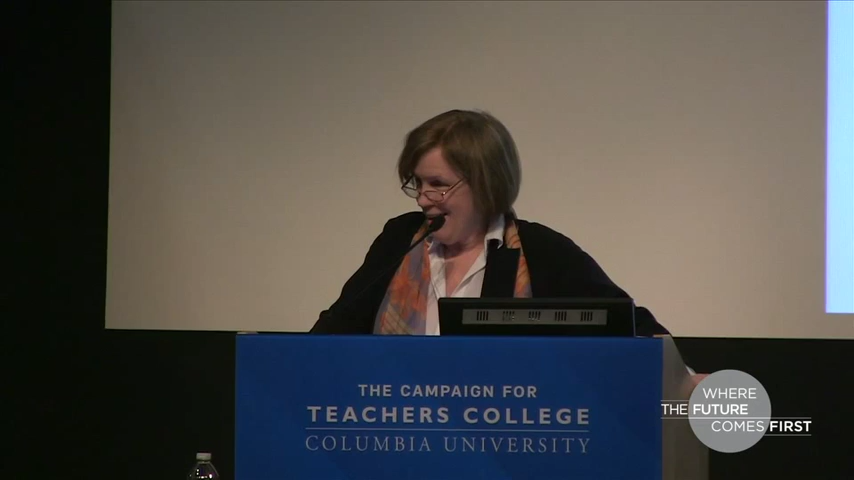 THE CAMPAIGN FOR
TEACHERS COLLEGE
COLUMBIA UNIVERSITY
WHERE
THE FUTURE
COMES FIRST